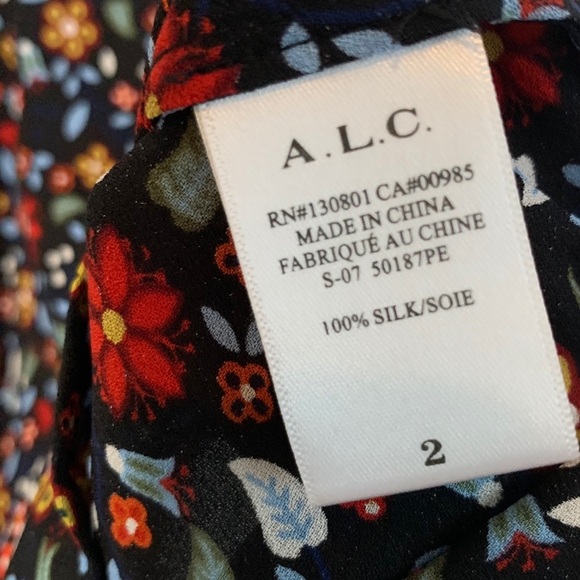 A.L.C.
RN#130801 CA#00985
MADE IN CHINA
FABRIQUÉ AU CHINE
S-07 50187PE
100% SILK/SOIE
2